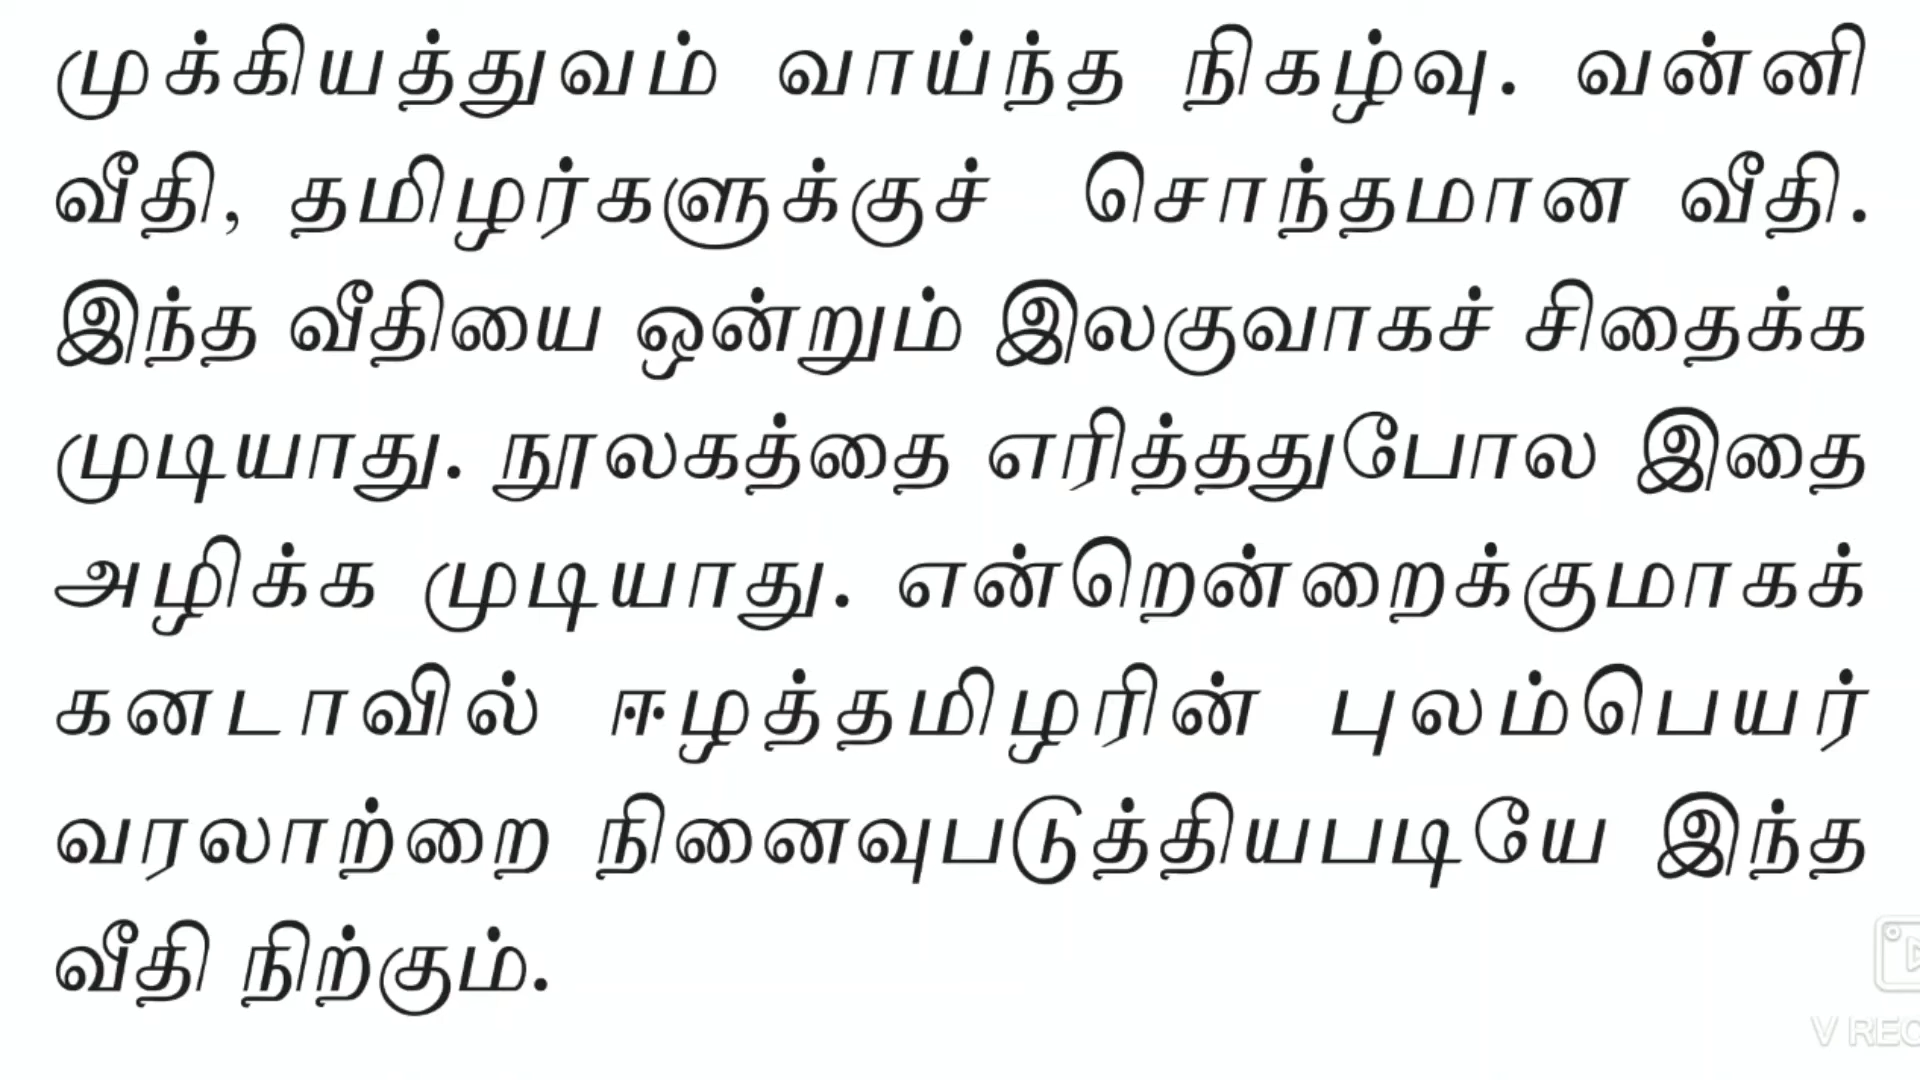 முக்கியத்துவம் வாய்ந்த நிகழ்வு. வன்னி
வீதி, தமிழர்களுக்குச் சொந்தமான வீதி.
இந்த வீதியை ஒன்றும் இலகுவாகச் சிதைக்க
முடியாது. நூலகத்தை எரித்ததுபோல இதை
அழிக்க முடியாது. என்றென்றைக்குமாகக்
கனடாவில் ஈழத்தமிழரின் புலம்பெயர்
வரலாற்றை நினைவுபடுத்தியபடியே இந்த
வீதி நிற்கும்.